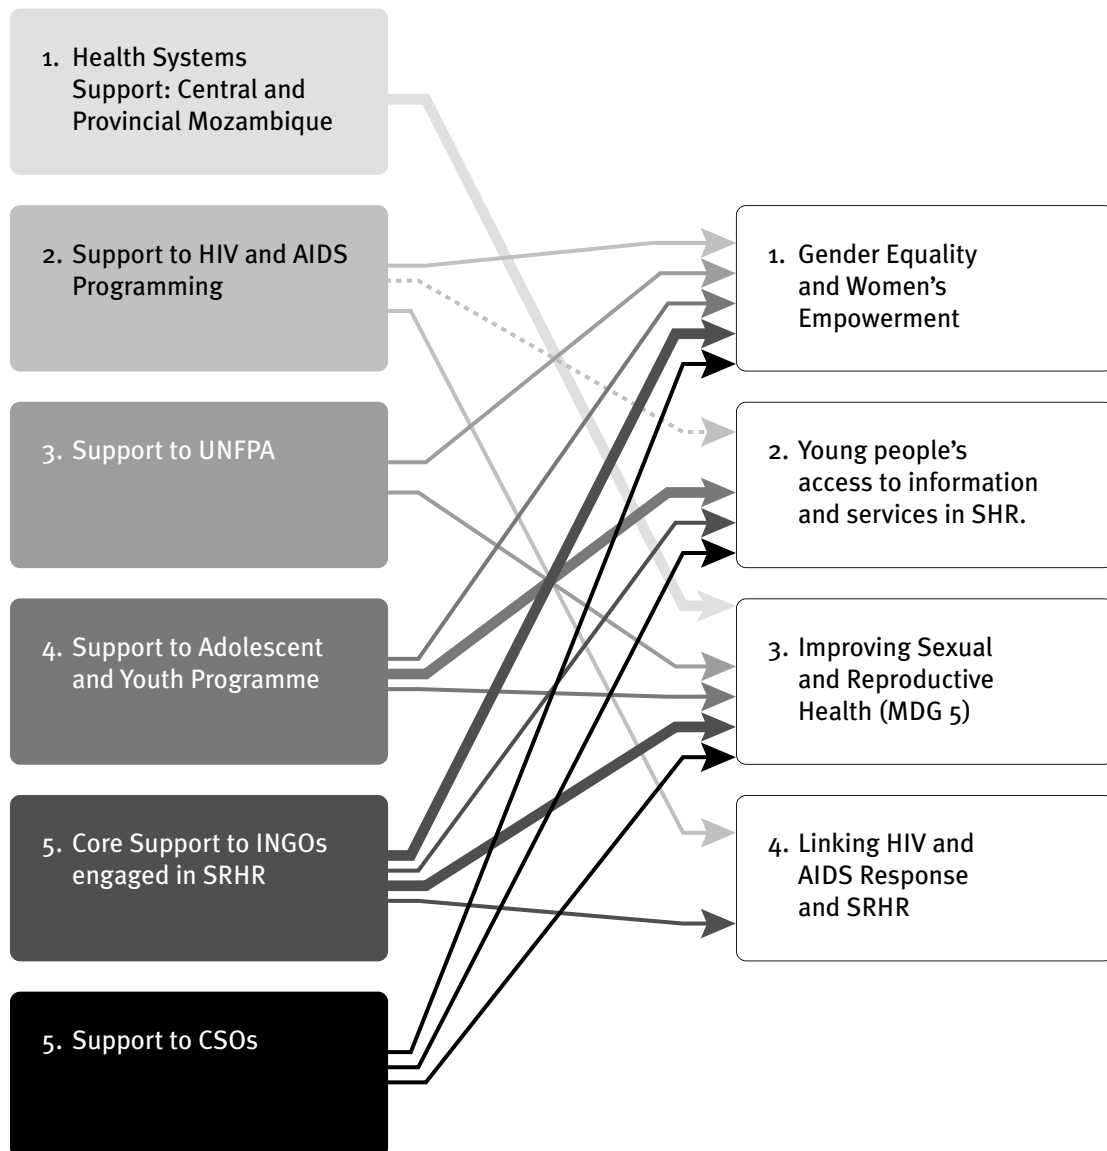 1. Health Systems
Support: Central and
Provincial Mozambique
2. Support to HIV and AIDS
Programming
3. Support to UNFPA
4. Support to Adolescent
and Youth Programme
5. Core Support to INGOs
engaged in SRHR
5. Support to CSOs
1. Gender Equality
and Women’s
Empowerment
2. Young people’s
access to information
and services in SHR.
3. Improving Sexual
and Reproductive
Health (MDG 5)
4. Linking HIV and
AIDS Response
and SRHR